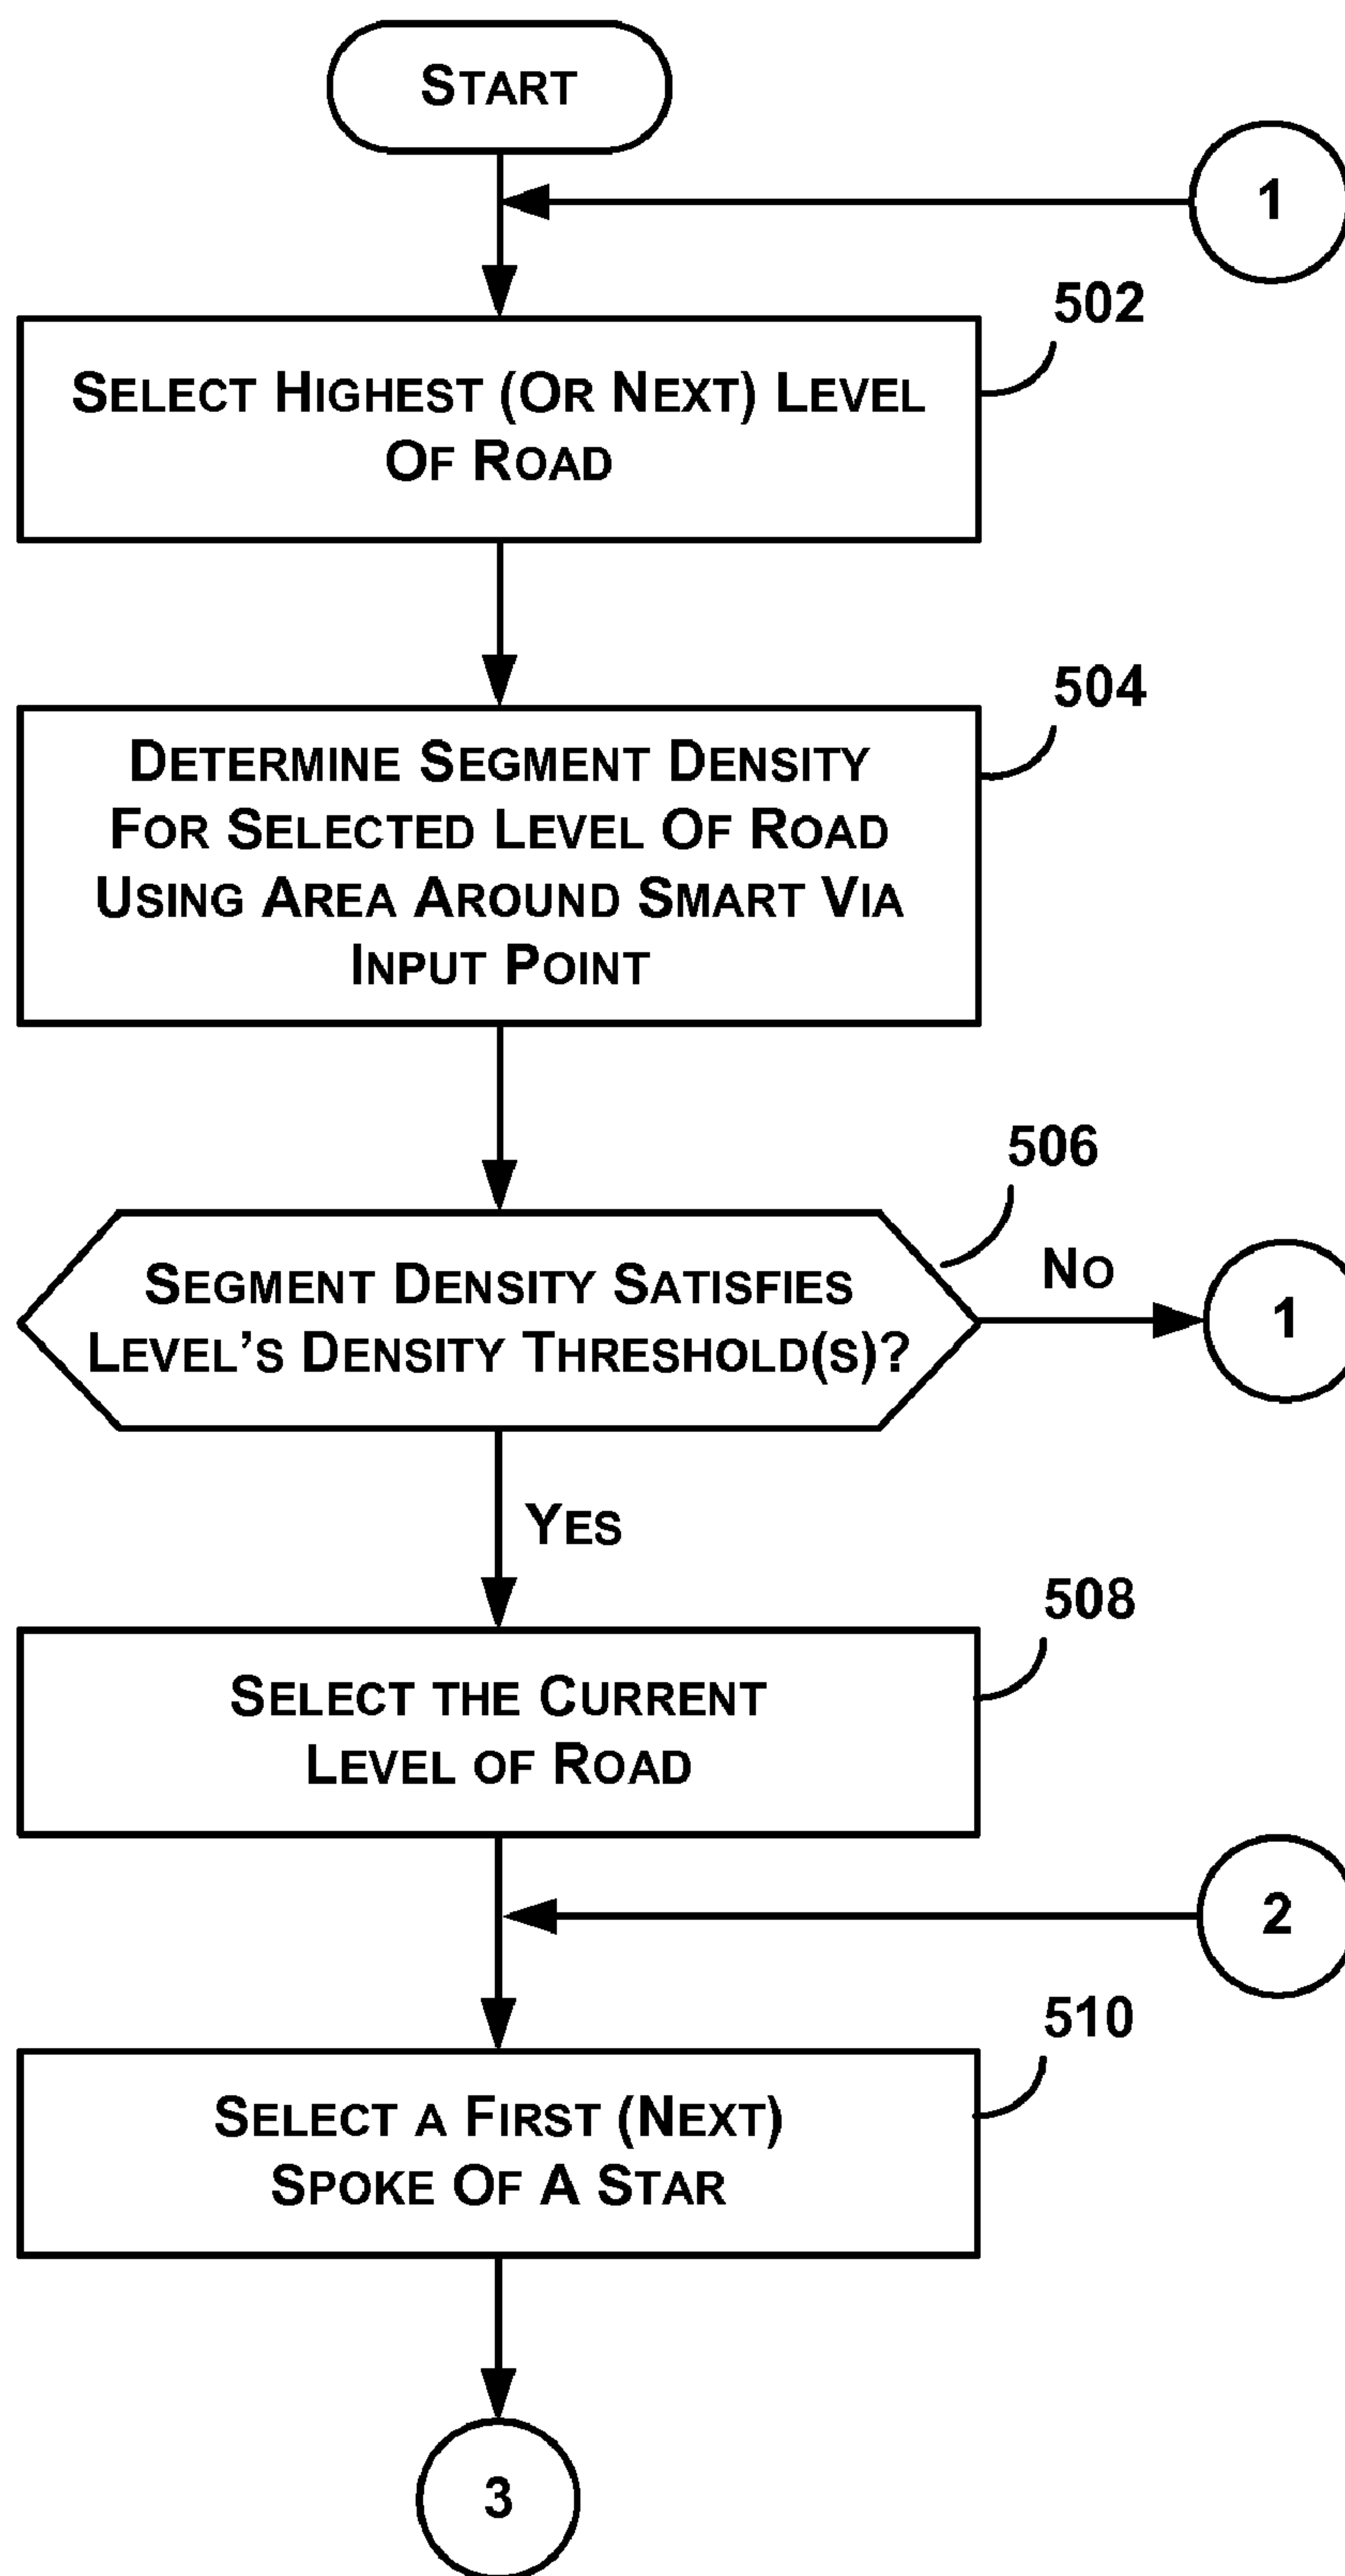 START
1
502
SELECT HIGHEST (OR NEXT) LEVEL
OF ROAD
504
DETERMINE SEGMENT DENSITY
FOR SELECTED LEVEL OF ROAD
USING AREA AROUND SMART VIA
INPUT POINT
506
SEGMENT DENSITY SATISFIES
LEVEL'S DENSITY THRESHOLD(S)?
NO
1
YES
508
SELECT THE CURRENT
LEVEL OF ROAD
2
510
SELECT A FIRST (NEXT)
SPOKE OF A STAR
3